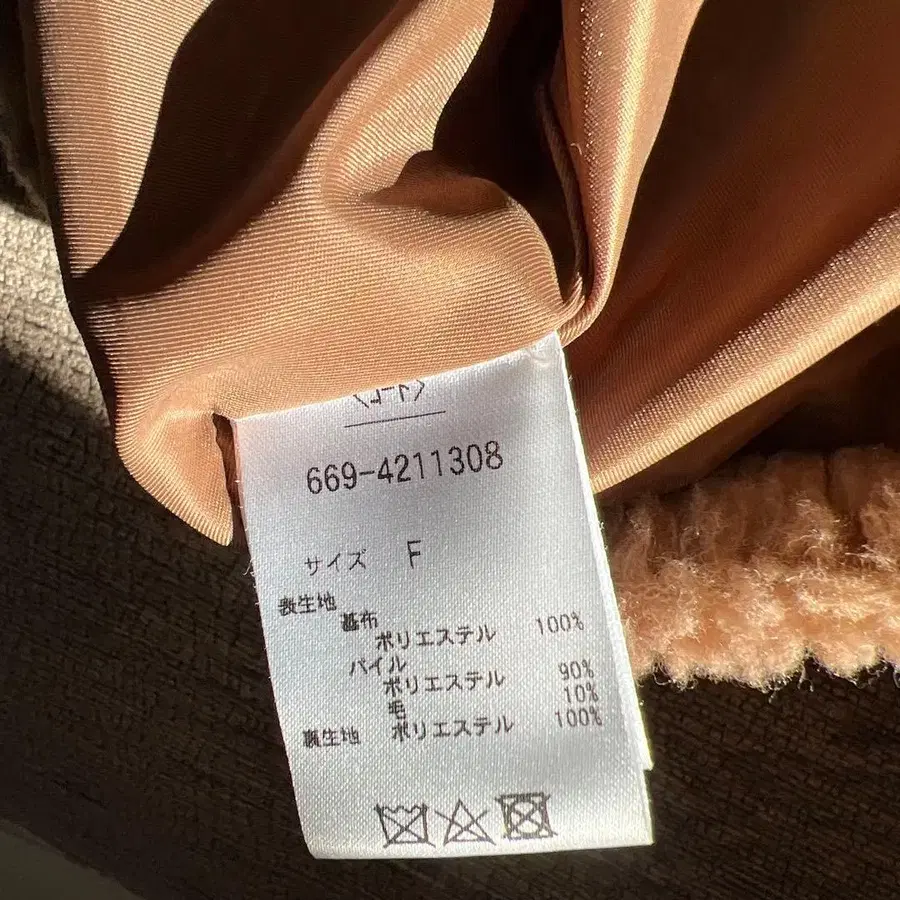 669-4211308
サイズ F
表生地
基布
ポリエステル 100%
パイル
ポリエステル 90%
毛 10%
裏生地 ポリエステル 100%